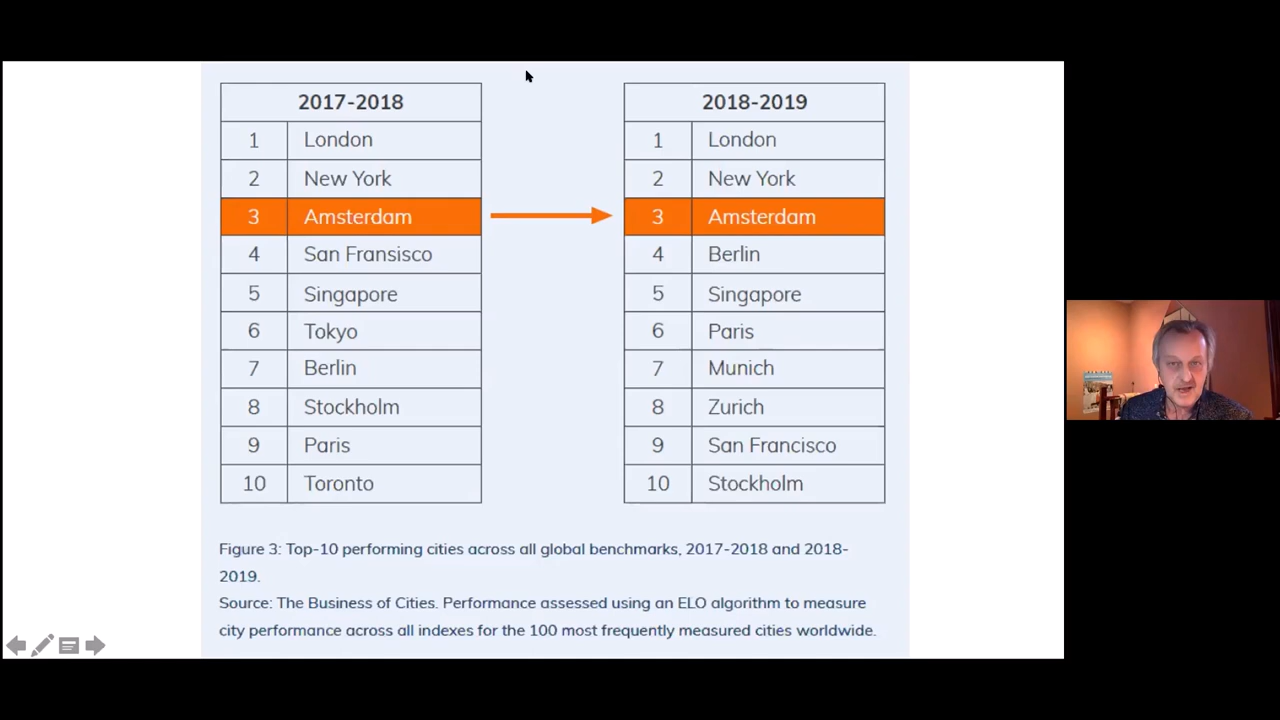 2017-2018
1 London
2 New York
3 Amsterdam
4 San Fransisco
5 Singapore
6 Tokyo
7 Berlin
8 Stockholm
9 Paris
10 Toronto
2018-2019
1 London
2 New York
3 Amsterdam
4 Berlin
5 Singapore
6 Paris
7 Munich
8 Zurich
9 San Francisco
10 Stockholm
Figure 3: Top-10 performing cities across all global benchmarks, 2017-2018 and 2018-
2019.
Source: The Business of Cities. Performance assessed using an ELO algorithm to measure
city performance across all indexes for the 100 most frequently measured cities worldwide.